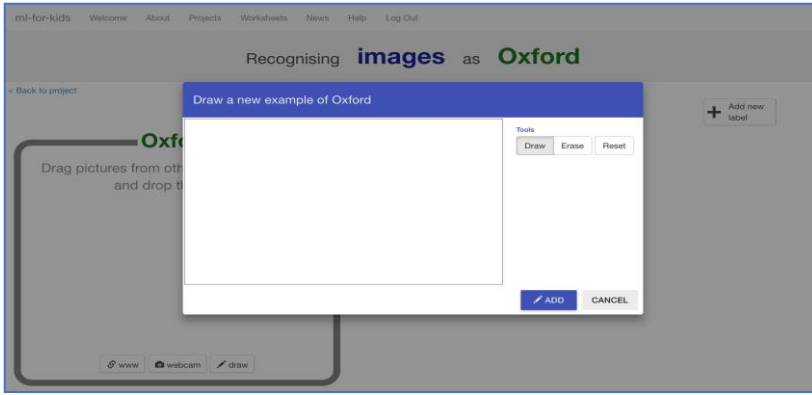 ml-for-kids Welcome About Projects Worksheets News Help Log Out
Recognising images as Oxford
< Back to project
Draw a new example of Oxford
Add new
label
Tools
Draw Erase Reset
Oxfo
Drag pictures from oth
and drop th
ADD CANCEL
www webcam draw